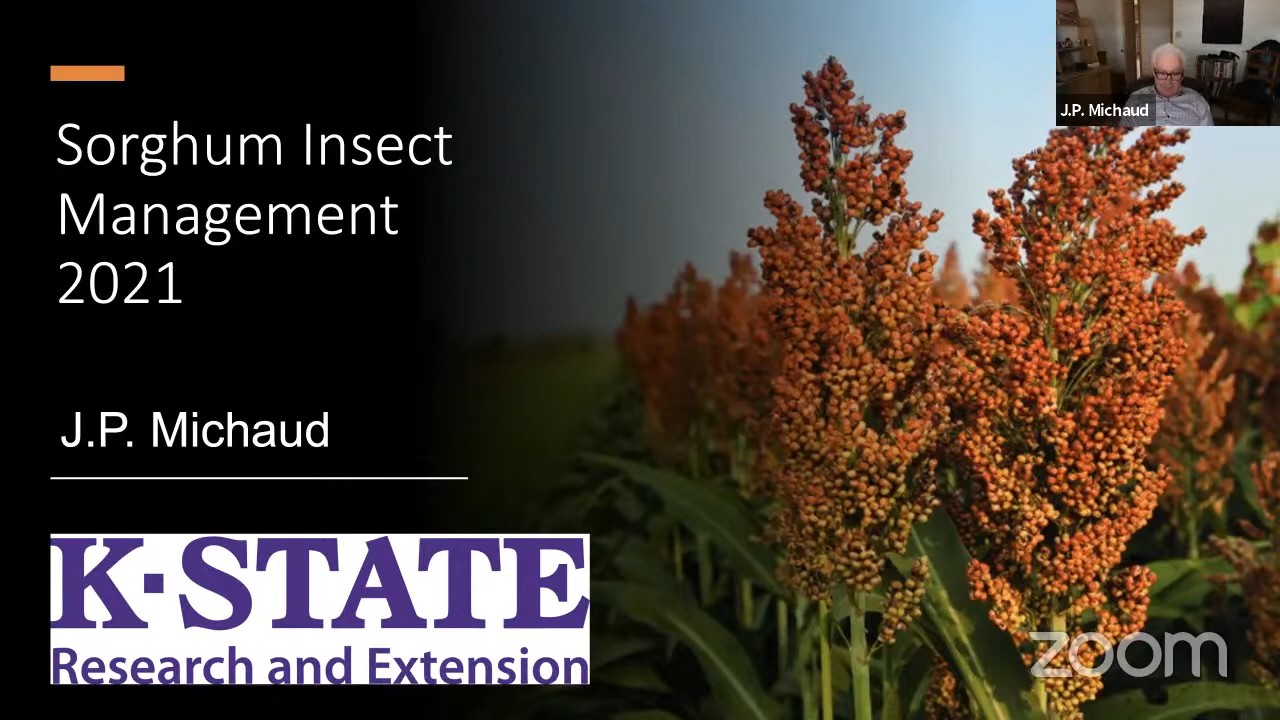 Sorghum Insect
Management
2021
J.P. Michaud
K-STATE
Research and Extension
J.P. Michaud
zoom